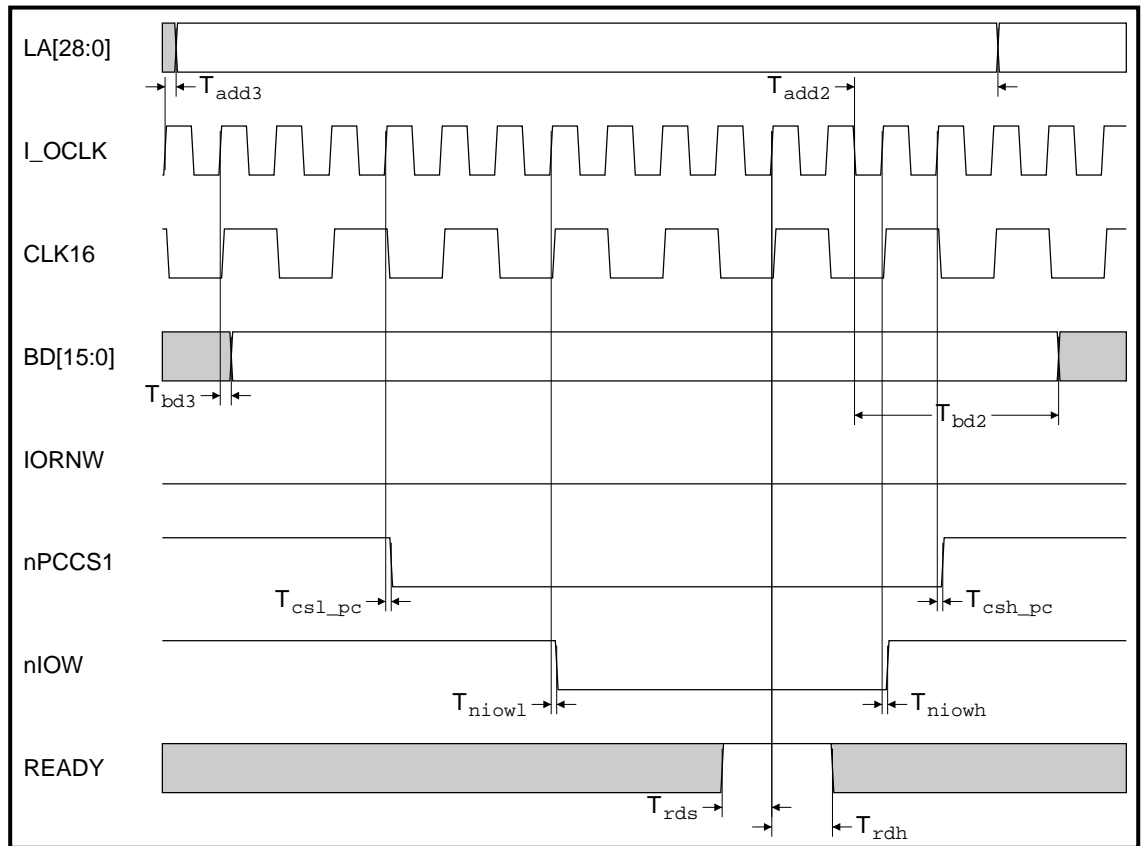 LA[28:0]
Tadd3
Tadd2
I_OCLK
CLK16
BD[15:0]
Tbd3
Tbd2
IORNW
nPCCS1
Tcsl_pc
Tcsh_pc
nIOW
Tniowl
Tniowh
READY
Trds
Trdh